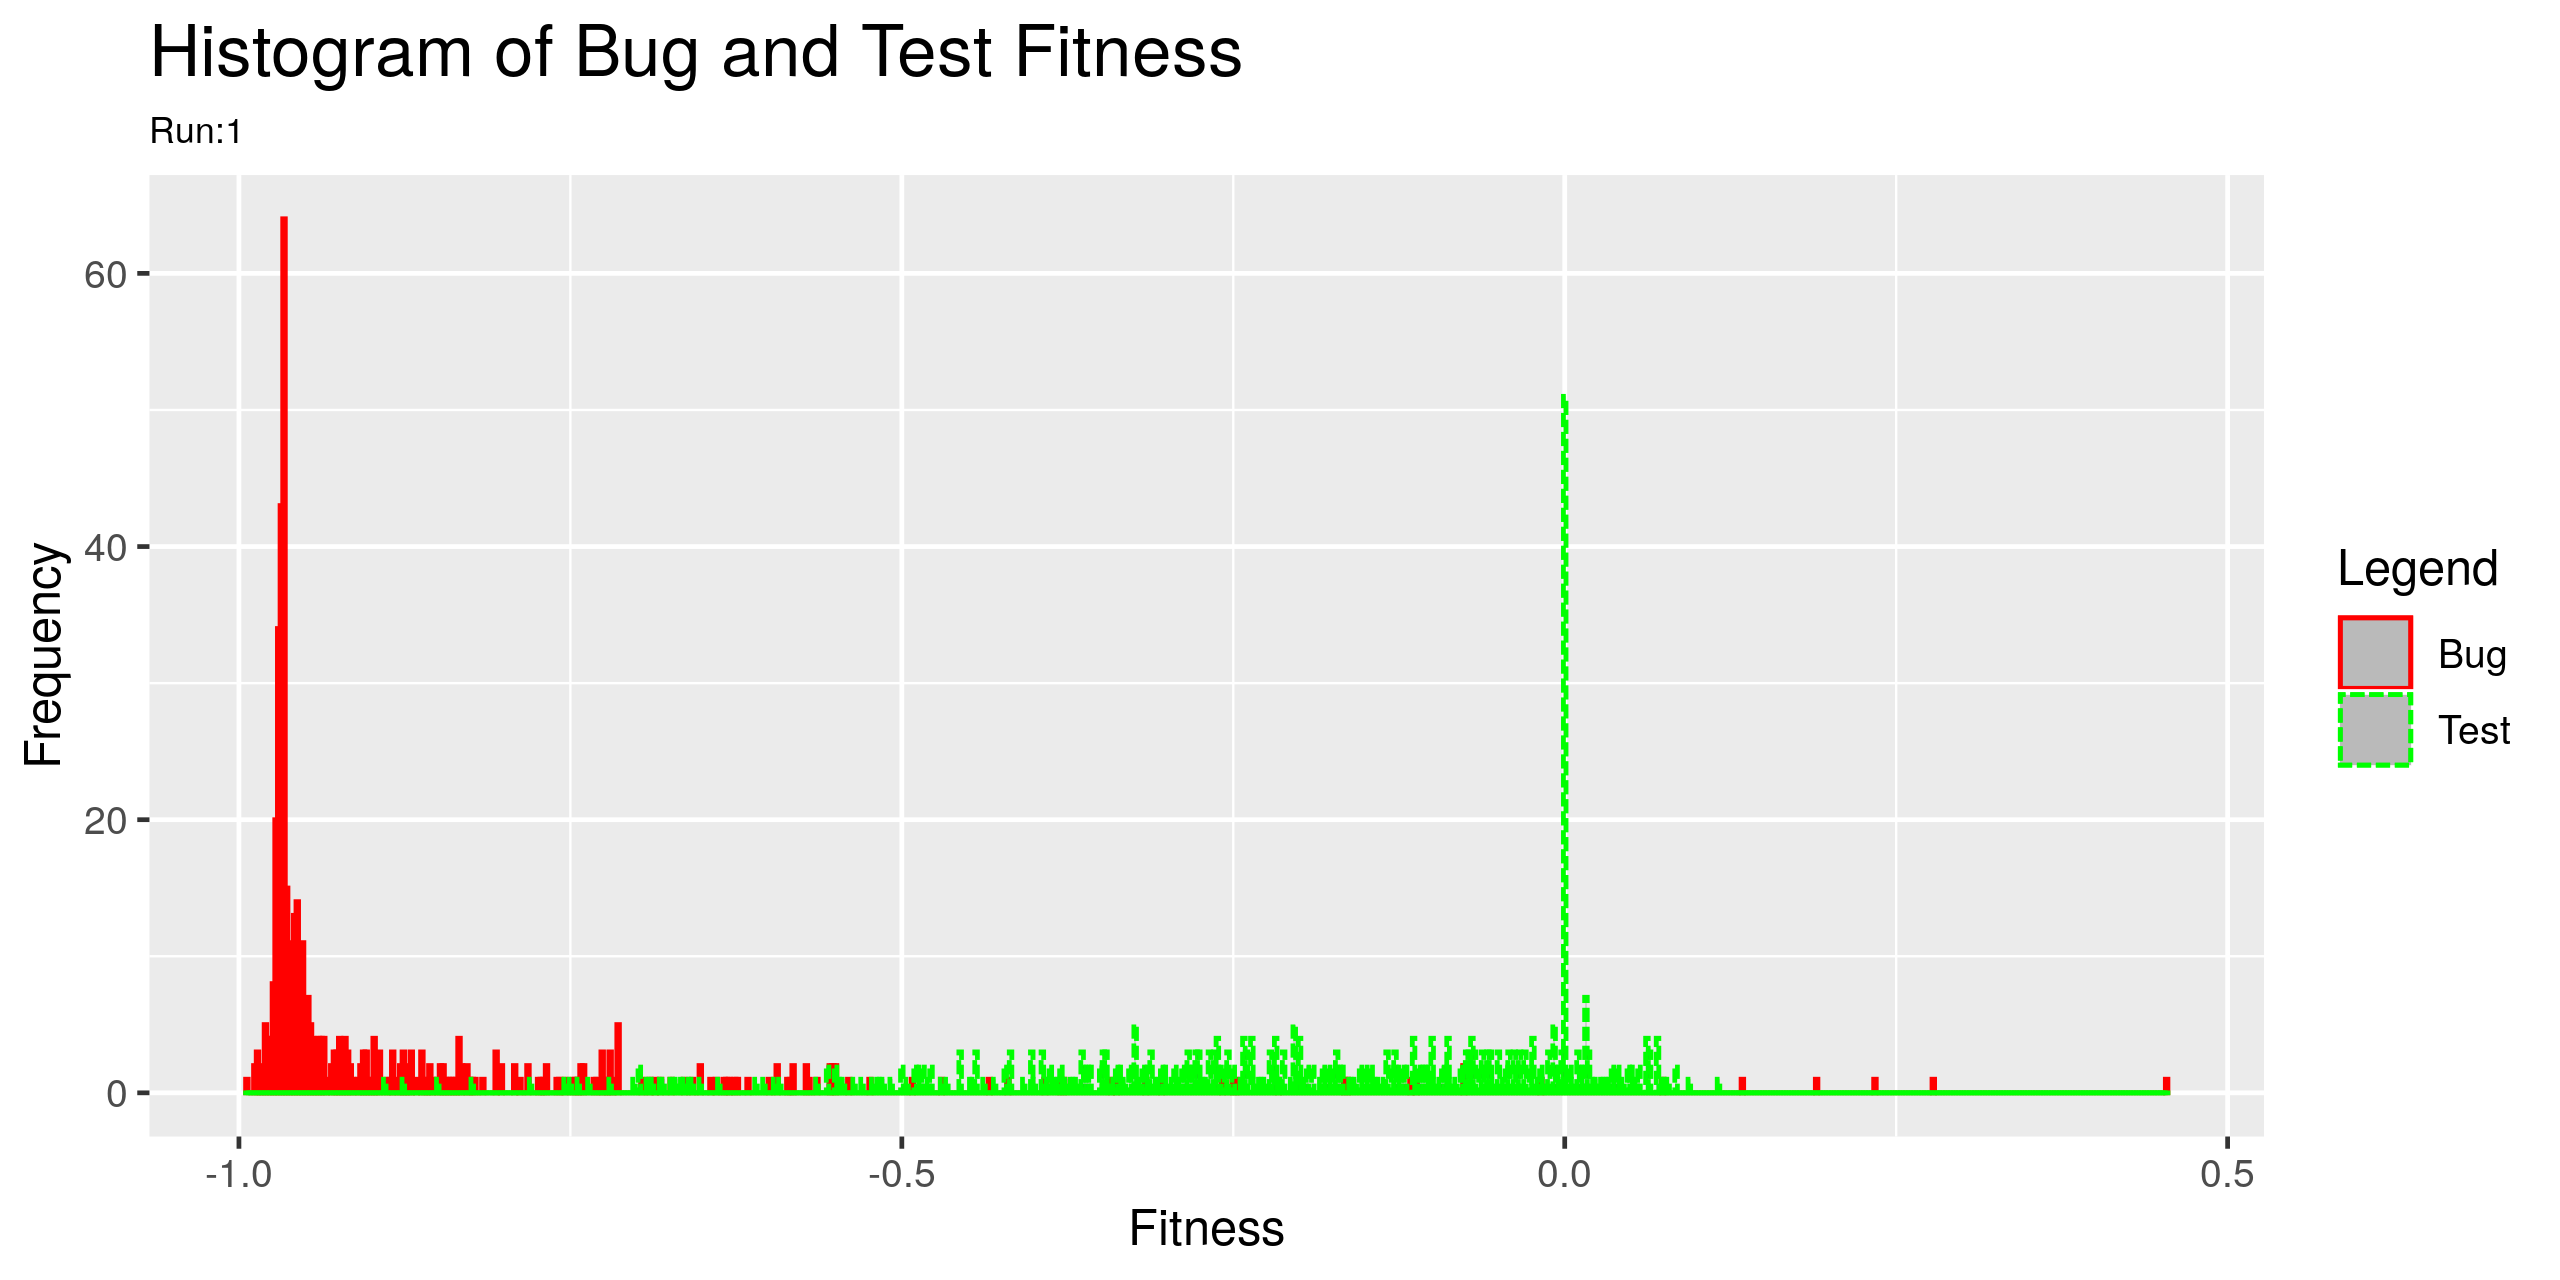 Histogram of Bug and Test Fitness
Run:1
Frequency
60
40
20
0
-1.0
-0.5
0.0
0.5
Fitness
Legend
Bug
Test